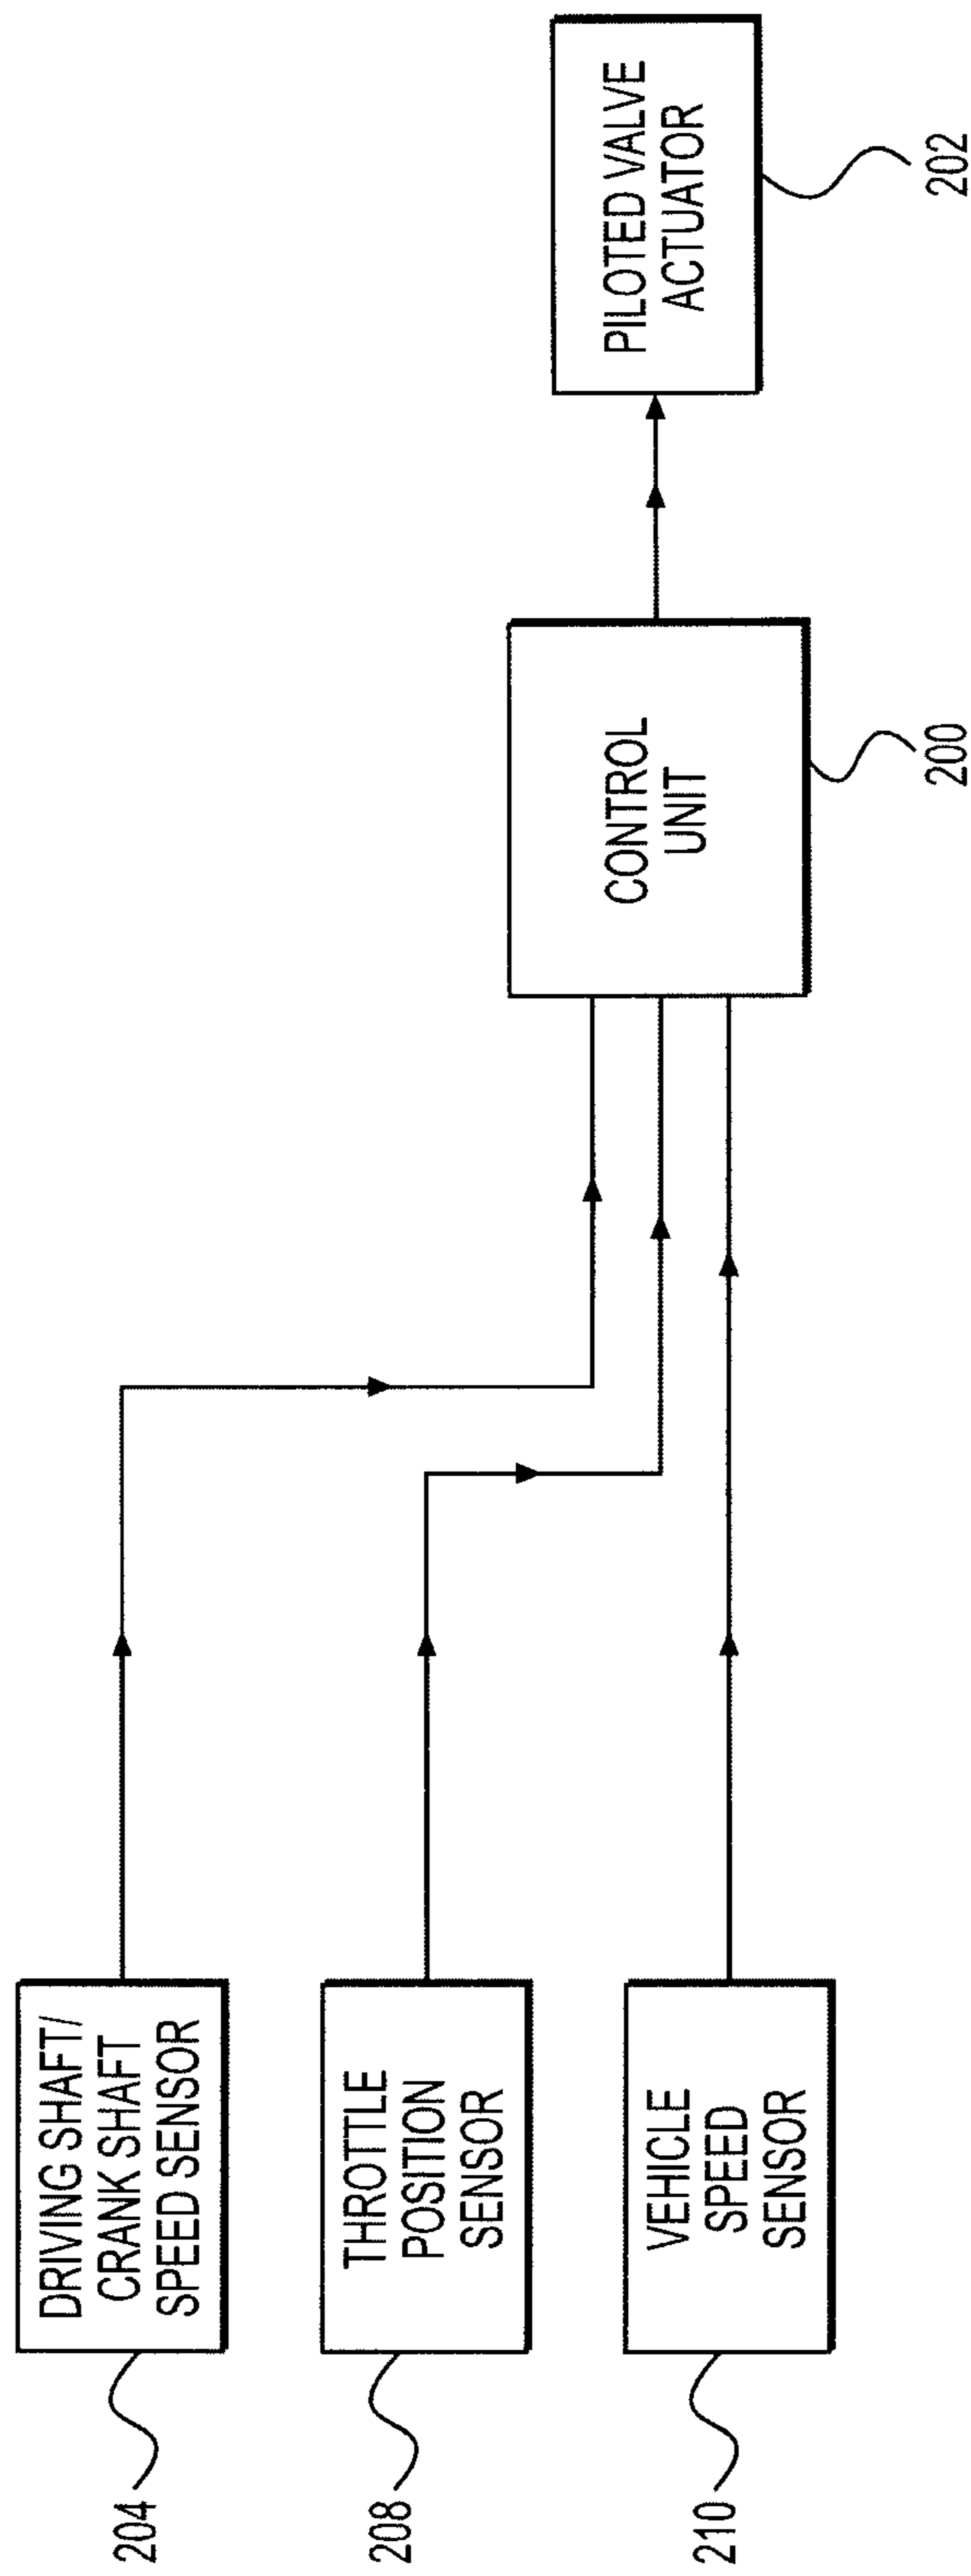 204
DRIVING SHAFT/
CRANK SHAFT
SPEED SENSOR
208
THROTTLE
POSITION
SENSOR
210
VEHICLE
SPEED
SENSOR
CONTROL
UNIT
200
PILOTED VALVE
ACTUATOR
202